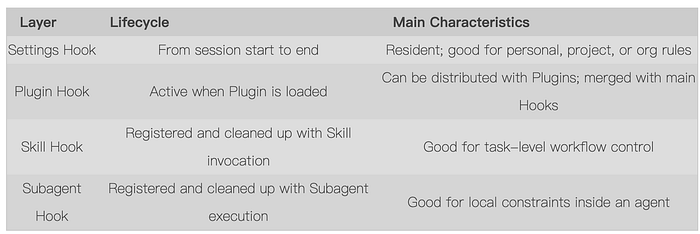 Layer Lifecycle Main Characteristics
Settings Hook From session start to end Resident; good for personal, project, or org rules
Plugin Hook Active when Plugin is loaded Can be distributed with Plugins; merged with main
Hooks
Skill Hook Registered and cleaned up with Skill
invocation Good for task-level workflow control
Subagent
Hook Registered and cleaned up with Subagent
execution Good for local constraints inside an agent